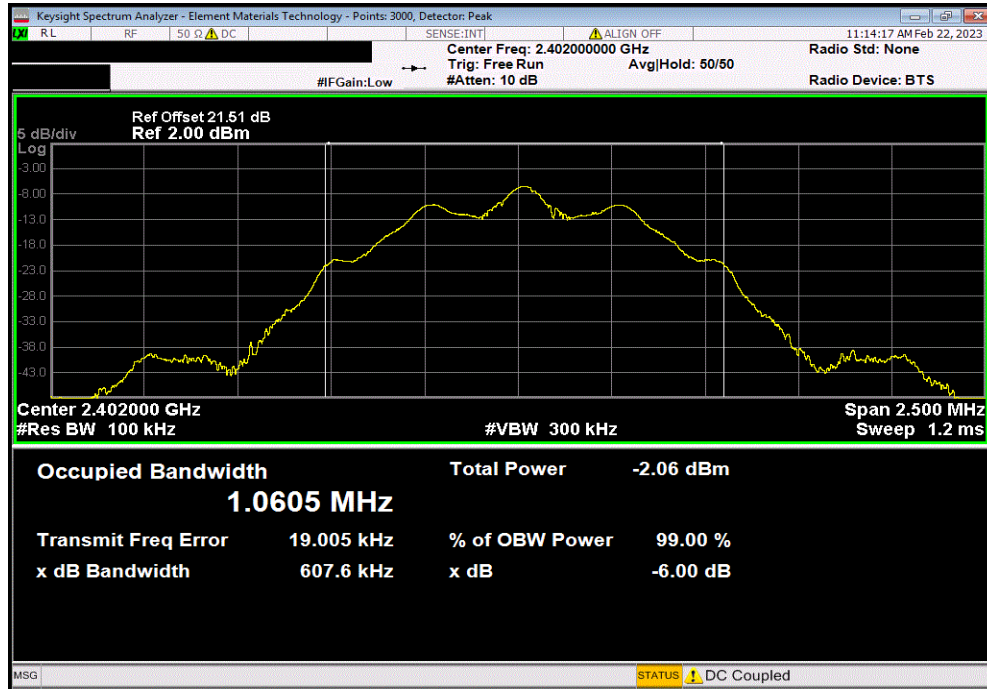 Keysight Spectrum Analyzer - Element Materials Technology - Points: 3000, Detector: Peak
LXI RL RF 50 Ω DC SENSE:INT ALIGN OFF 11:14:17 AM Feb 22, 2023
Center Freq: 2.402000000 GHz Radio Std: None
Trig: Free Run Avg|Hold: 50/50
#IFGain:Low #Atten: 10 dB Radio Device: BTS
Ref Offset 21.51 dB
5 dB/div Ref 2.00 dBm
Log
-3.00
-8.00
-13.0
-18.0
-23.0
-28.0
-33.0
-38.0
-43.0
Center 2.402000 GHz Span 2.500 MHz
#Res BW 100 kHz #VBW 300 kHz Sweep 1.2 ms
Occupied Bandwidth Total Power -2.06 dBm
1.0605 MHz
Transmit Freq Error 19.005 kHz % of OBW Power 99.00 %
x dB Bandwidth 607.6 kHz x dB -6.00 dB
MSG STATUS DC Coupled